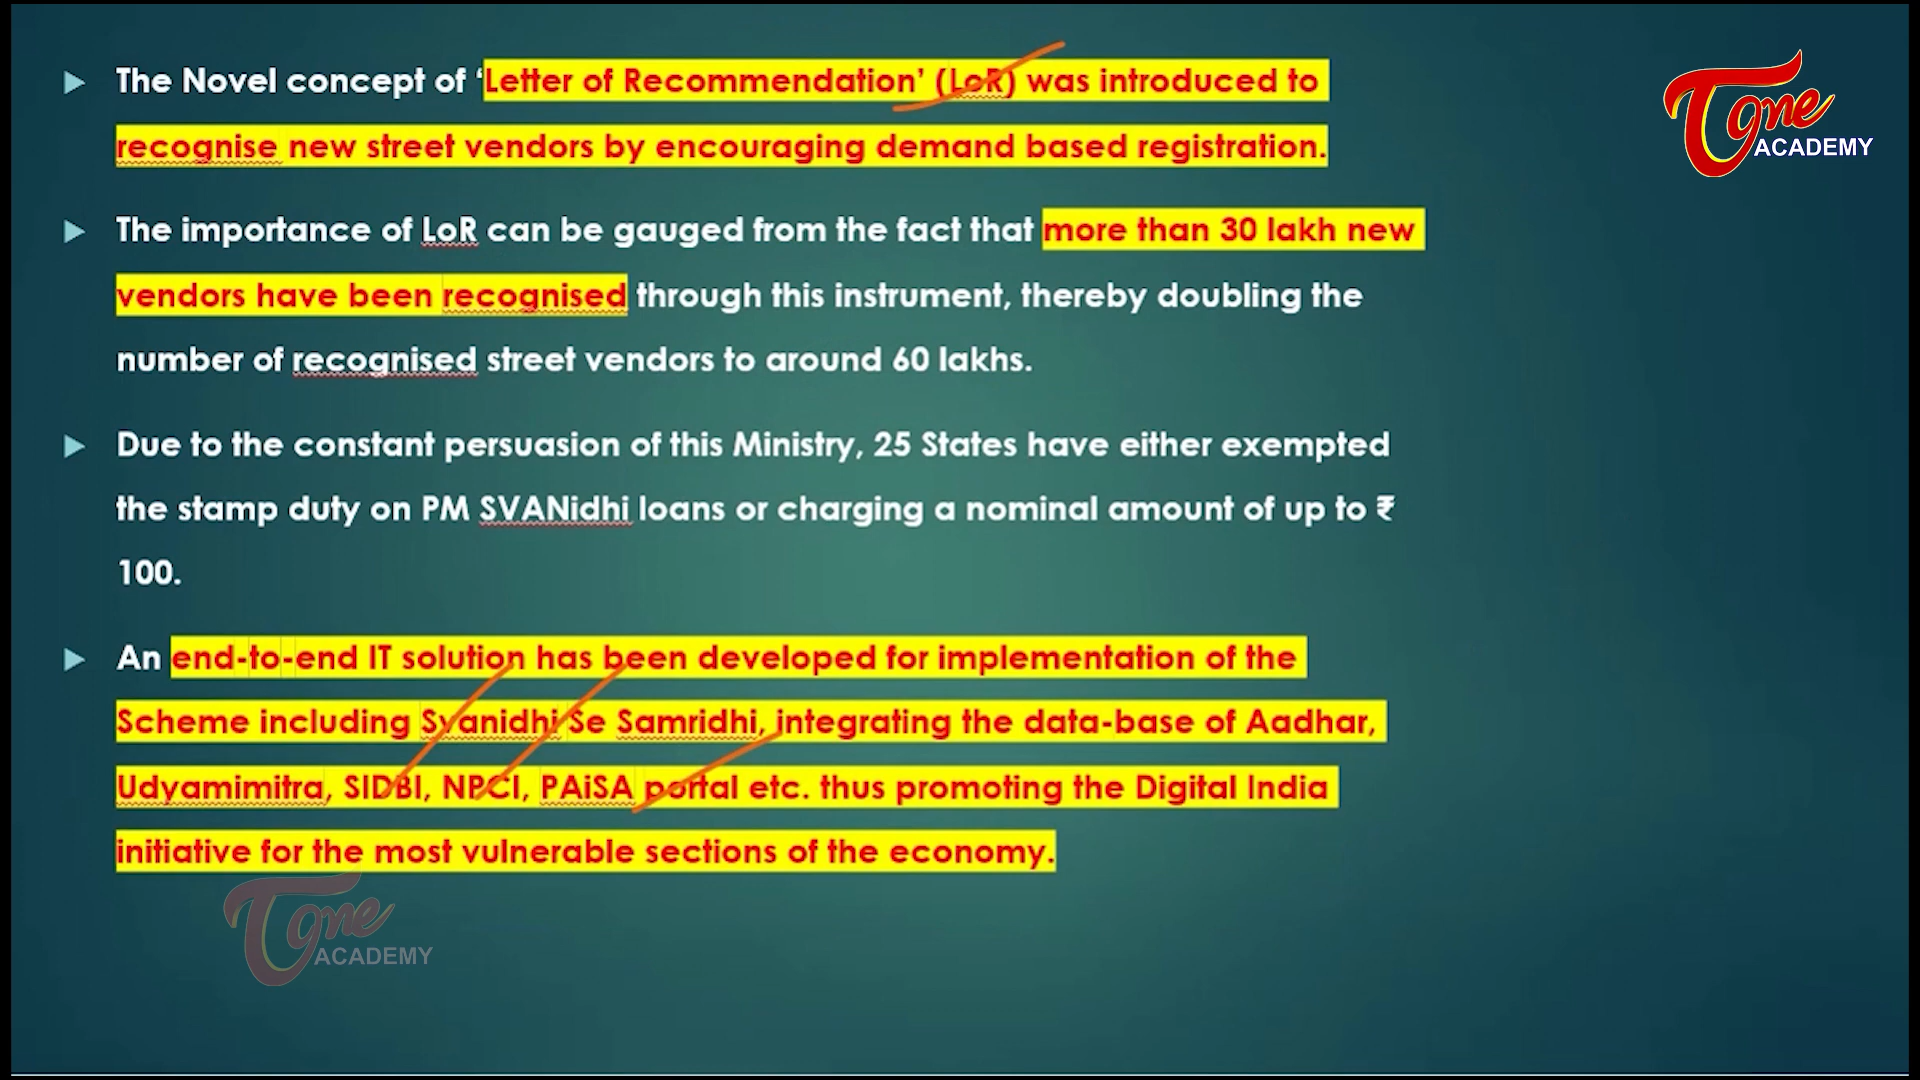 The Novel concept of ‘Letter of Recommendation’ (LoR) was introduced to
recognise new street vendors by encouraging demand based registration.
The importance of LoR can be gauged from the fact that more than 30 lakh new
vendors have been recognised through this instrument, thereby doubling the
number of recognised street vendors to around 60 lakhs.
Due to the constant persuasion of this Ministry, 25 States have either exempted
the stamp duty on PM SVANidhi loans or charging a nominal amount of up to ₹
100.
An end-to-end IT solution has been developed for implementation of the
Scheme including Svanidhi Se Samridhi, integrating the data-base of Aadhar,
Udyamimitra, SIDBI, NPCI, PAiSA portal etc. thus promoting the Digital India
initiative for the most vulnerable sections of the economy.
Tone
ACADEMY
Tone
ACADEMY